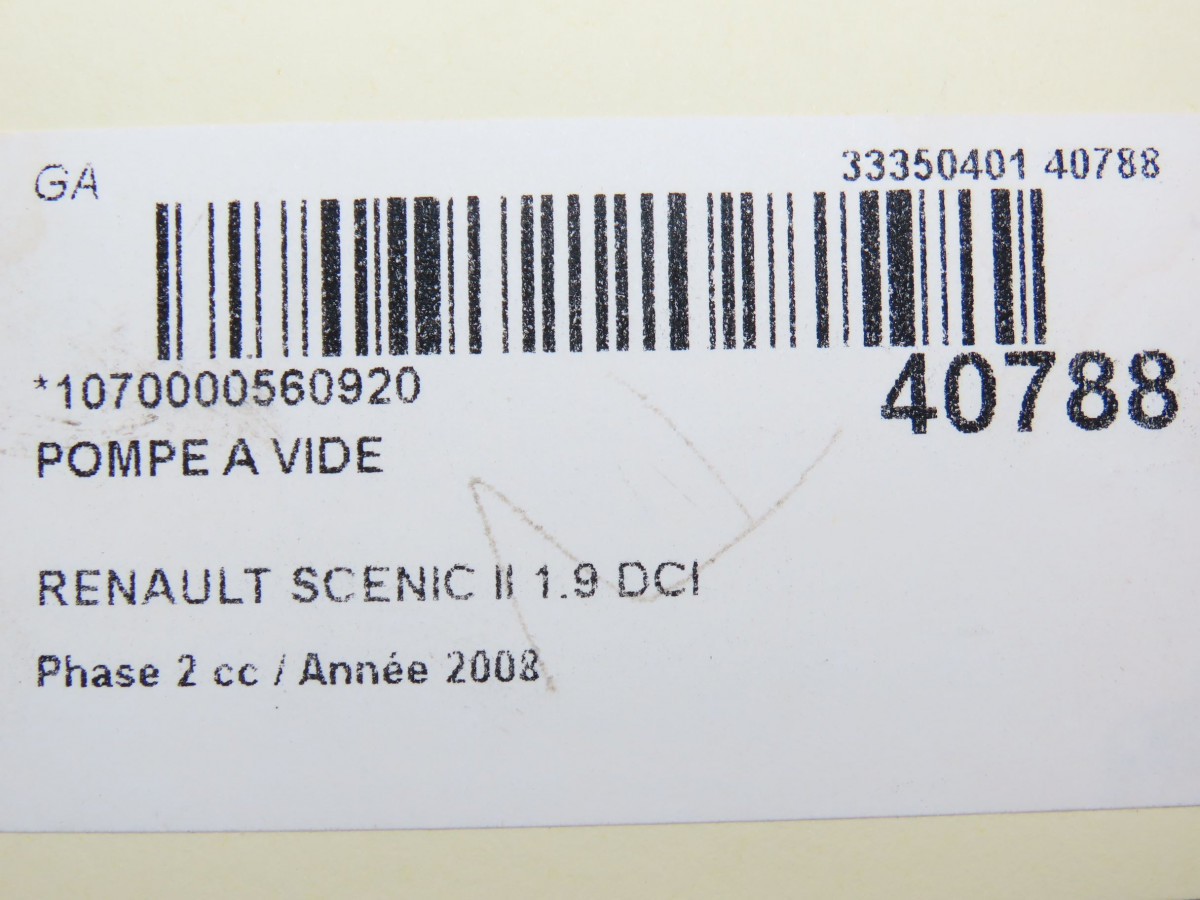 GA
33350401 40788
*1070000560920
40788
POMPE A VIDE
RENAULT SCENIC II 1.9 DCI
Phase 2 cc / Année 2008